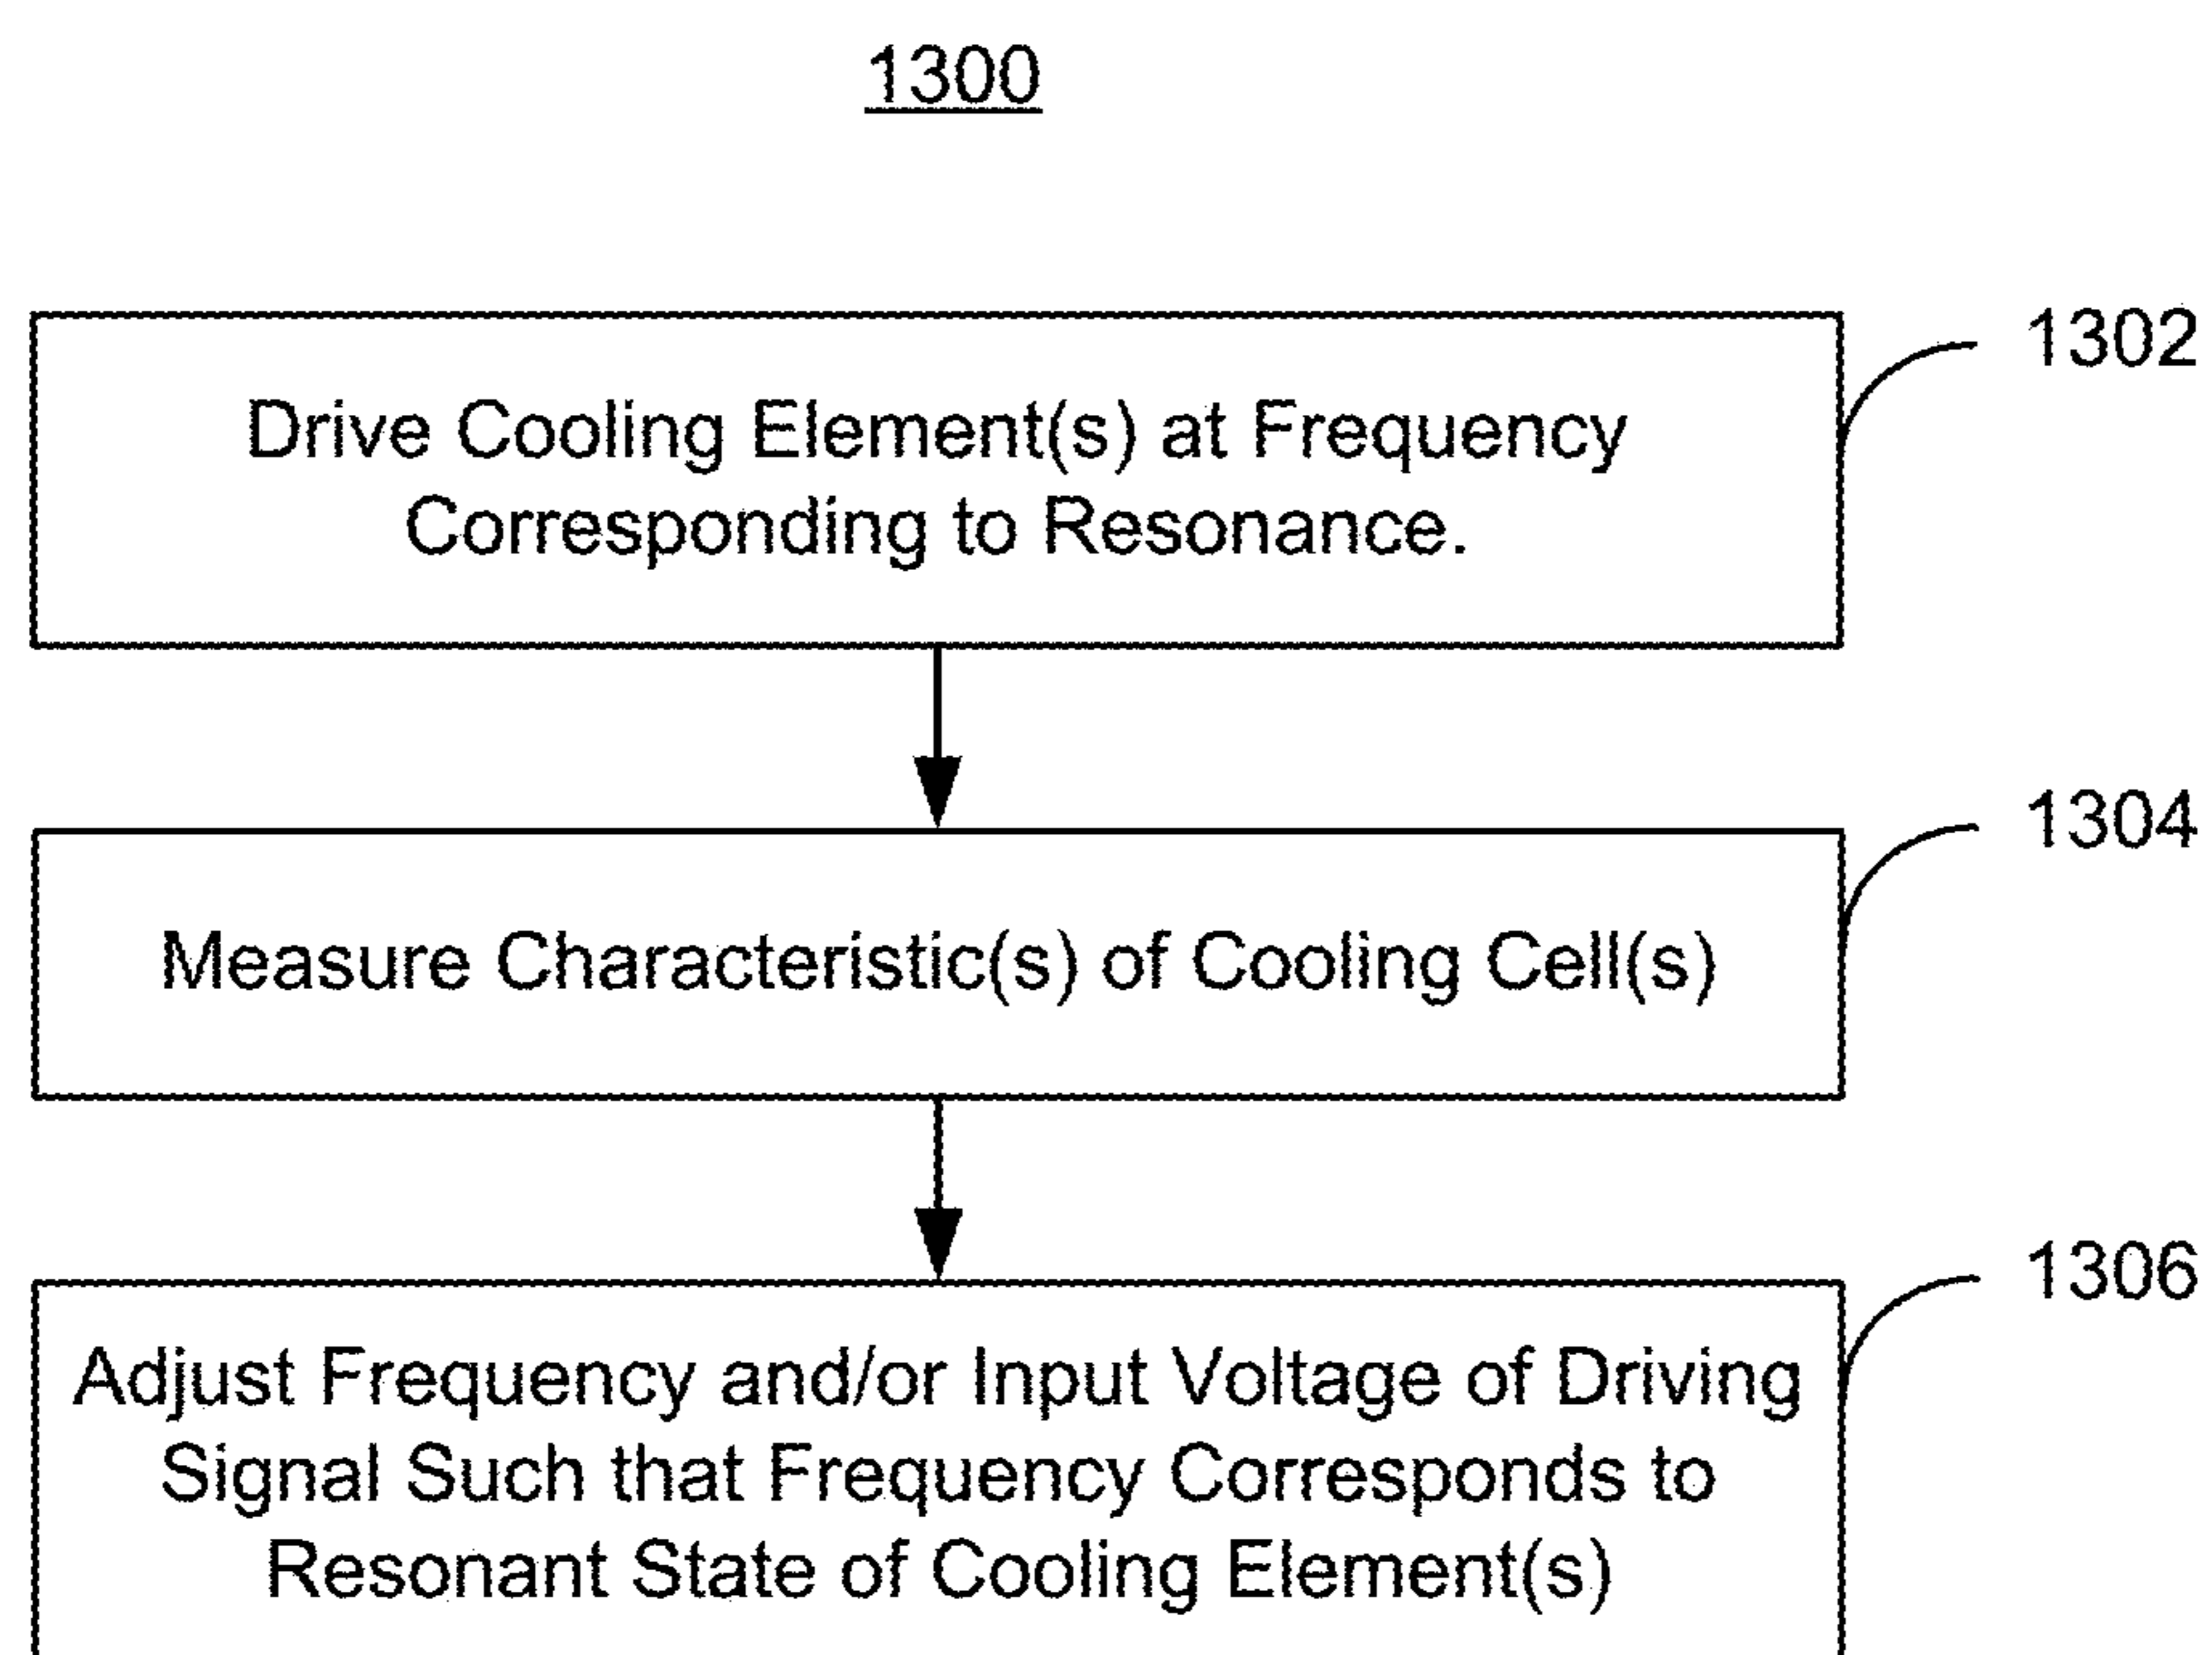 1300
1302
Drive Cooling Element(s) at Frequency
Corresponding to Resonance.
1304
Measure Characteristic(s) of Cooling Cell(s)
1306
Adjust Frequency and/or Input Voltage of Driving
Signal Such that Frequency Corresponds to
Resonant State of Cooling Element(s)